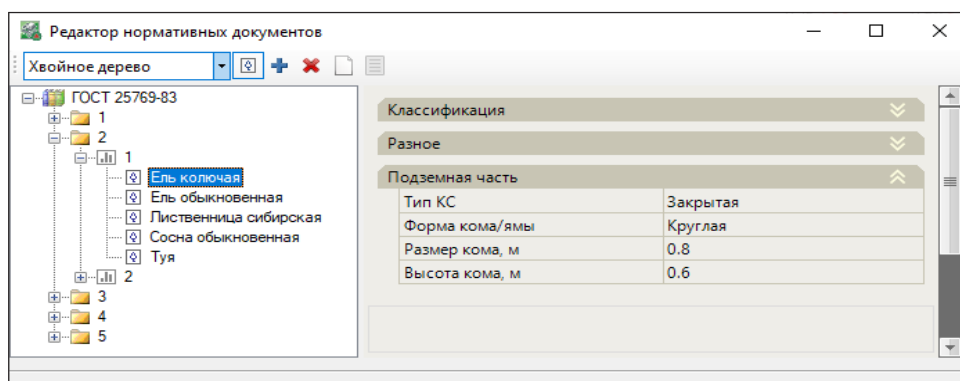 Редактор нормативных документов
Хвойное дерево
ГОСТ 25769-83
1
2
1
Ель колючая
Ель обыкновенная
Лиственница сибирская
Сосна обыкновенная
Туя
2
3
4
5
Классификация
Разное
Подземная часть
Тип КС Закрытая
Форма кома/ямы Круглая
Размер кома, м 0.8
Высота кома, м 0.6